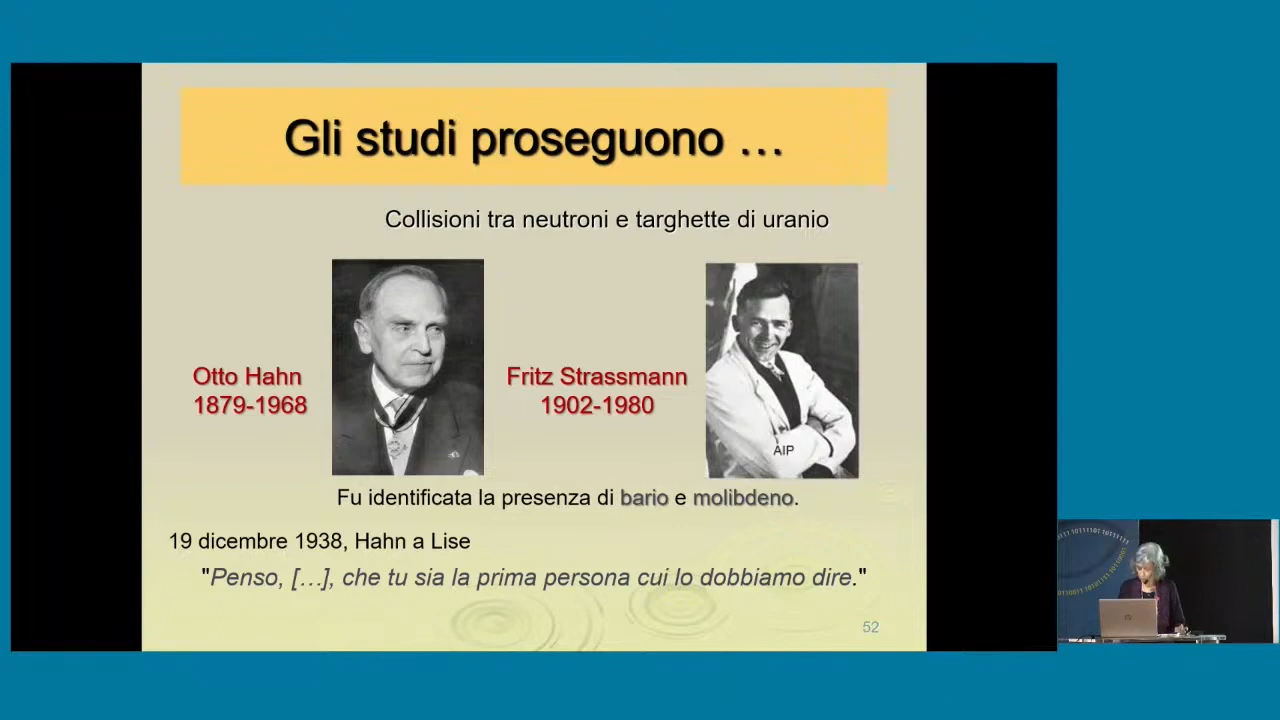 Gli studi proseguono …
Collisioni tra neutroni e targhette di uranio
Otto Hahn
1879-1968
Fritz Strassmann
1902-1980
AIP
Fu identificata la presenza di bario e molibdeno.
19 dicembre 1938, Hahn a Lise
"Penso, […], che tu sia la prima persona cui lo dobbiamo dire."
52